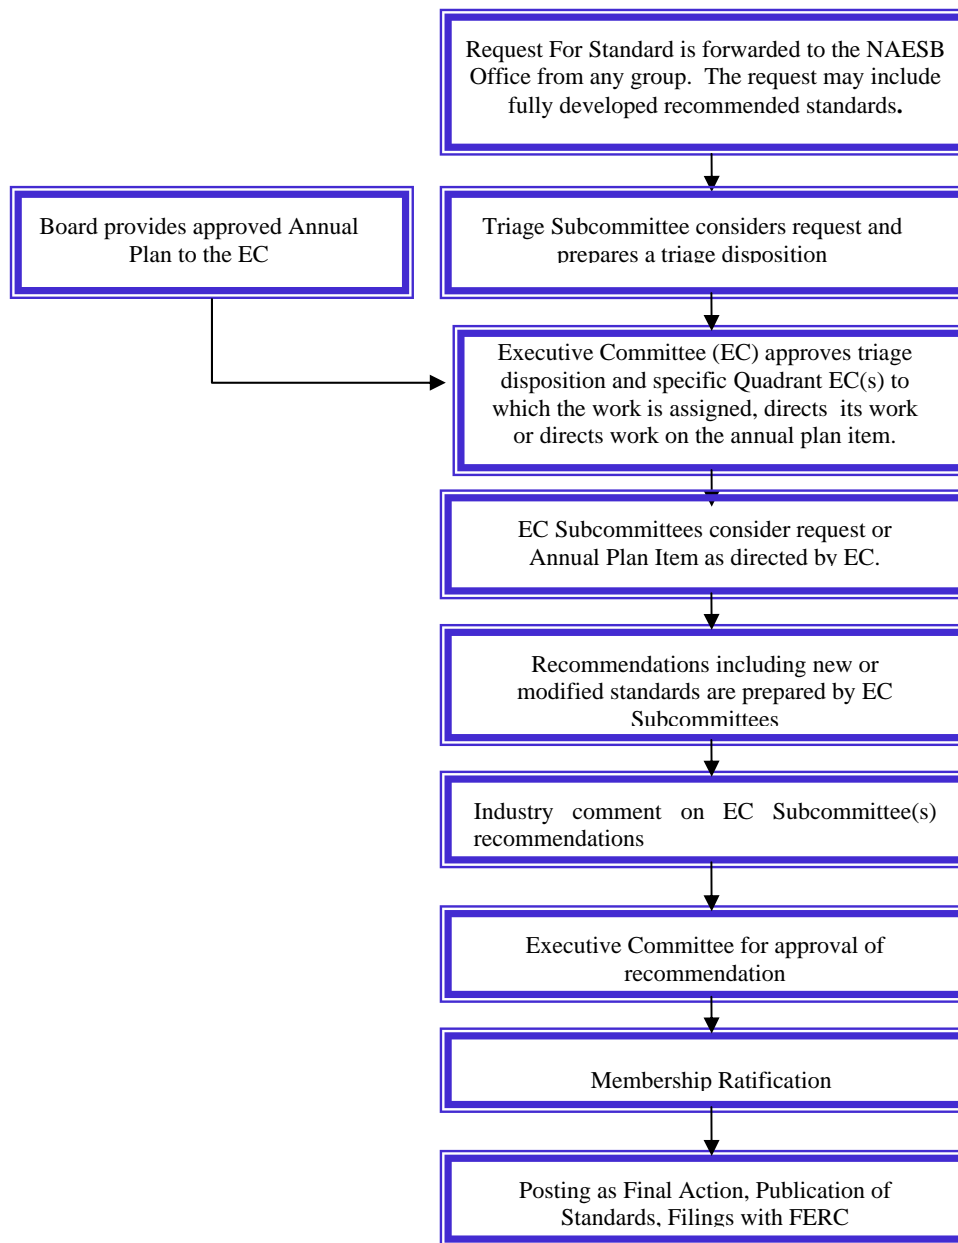 Request For Standard is forwarded to the NAESB
Office from any group. The request may include
fully developed recommended standards.
Board provides approved Annual
Plan to the EC
Triage Subcommittee considers request and
prepares a triage disposition
Executive Committee (EC) approves triage
disposition and specific Quadrant EC(s) to
which the work is assigned, directs its work
or directs work on the annual plan item.
EC Subcommittees consider request or
Annual Plan Item as directed by EC.
Recommendations including new or
modified standards are prepared by EC
Subcommittees
Industry comment on EC Subcommittee(s)
recommendations
Executive Committee for approval of
recommendation
Membership Ratification
Posting as Final Action, Publication of
Standards, Filings with FERC